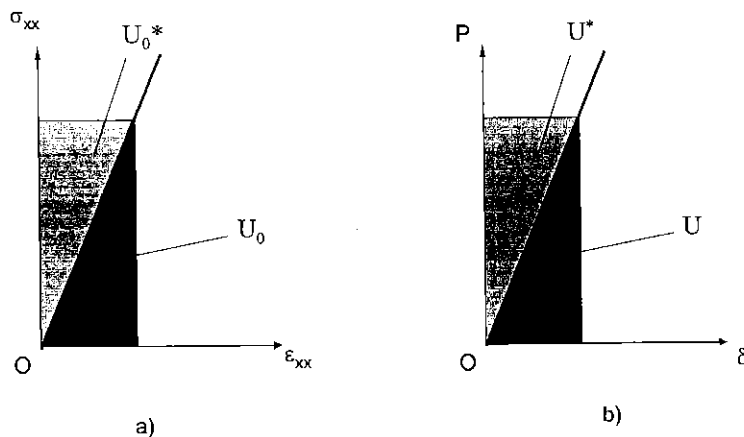 σxx
U₀*
U₀
O
εxx
a)
P
U*
U
O
δ
b)